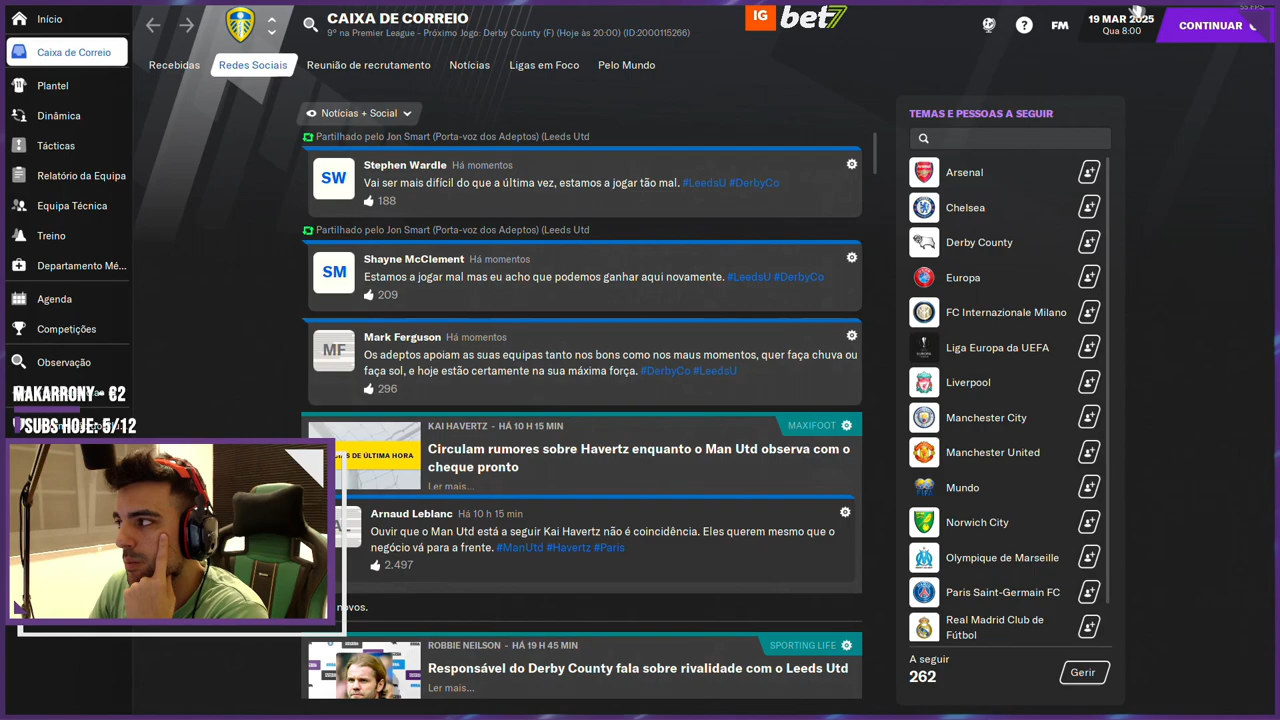 Início
Caixa de Correio
Plantel
Dinâmica
Tácticas
Relatório da Equipa
Equipa Técnica
Treino
Departamento Mé...
Agenda
Competições
Observação
MAKARRONY - €2
SUBS HOJE: 5/12
CAIXA DE CORREIO
9º na Premier League - Próximo Jogo: Derby County (F) (Hoje às 20:00) (ID:2000115266)
IG
bet7
FM
19 MAR 2025
Qua 8:00
CONTINUAR
55 FPS
Recebidas
Redes Sociais
Reunião de recrutamento
Notícias
Ligas em Foco
Pelo Mundo
Notícias + Social
Partilhado pelo Jon Smart (Porta-voz dos Adeptos) (Leeds Utd
SW
Stephen Wardle Há momentos
Vai ser mais difícil do que a última vez, estamos a jogar tão mal. #LeedsU #DerbyCo
188
Partilhado pelo Jon Smart (Porta-voz dos Adeptos) (Leeds Utd
SM
Shayne McClement Há momentos
Estamos a jogar mal mas eu acho que podemos ganhar aqui novamente. #LeedsU #DerbyCo
209
MF
Mark Ferguson Há momentos
Os adeptos apoiam as suas equipas tanto nos bons como nos maus momentos, quer faça chuva ou
faça sol, e hoje estão certamente na sua máxima força. #DerbyCo #LeedsU
296
KAI HAVERTZ - HÁ 10 H 15 MIN
MAXIFOOT
DE ÚLTIMA HORA
Circulam rumores sobre Havertz enquanto o Man Utd observa com o
cheque pronto
Ler mais...
Arnaud Leblanc Há 10 h 15 min
Ouvir que o Man Utd está a seguir Kai Havertz não é coincidência. Eles querem mesmo que o
negócio vá para a frente. #ManUtd #Havertz #Paris
2.497
novos.
ROBBIE NEILSON - HÁ 19 H 45 MIN
SPORTING LIFE
Responsável do Derby County fala sobre rivalidade com o Leeds Utd
Ler mais...
TEMAS E PESSOAS A SEGUIR
Arsenal
Chelsea
Derby County
Europa
FC Internazionale Milano
Liga Europa da UEFA
Liverpool
Manchester City
Manchester United
Mundo
Norwich City
Olympique de Marseille
Paris Saint-Germain FC
Real Madrid Club de
Fútbol
A seguir
262
Gerir